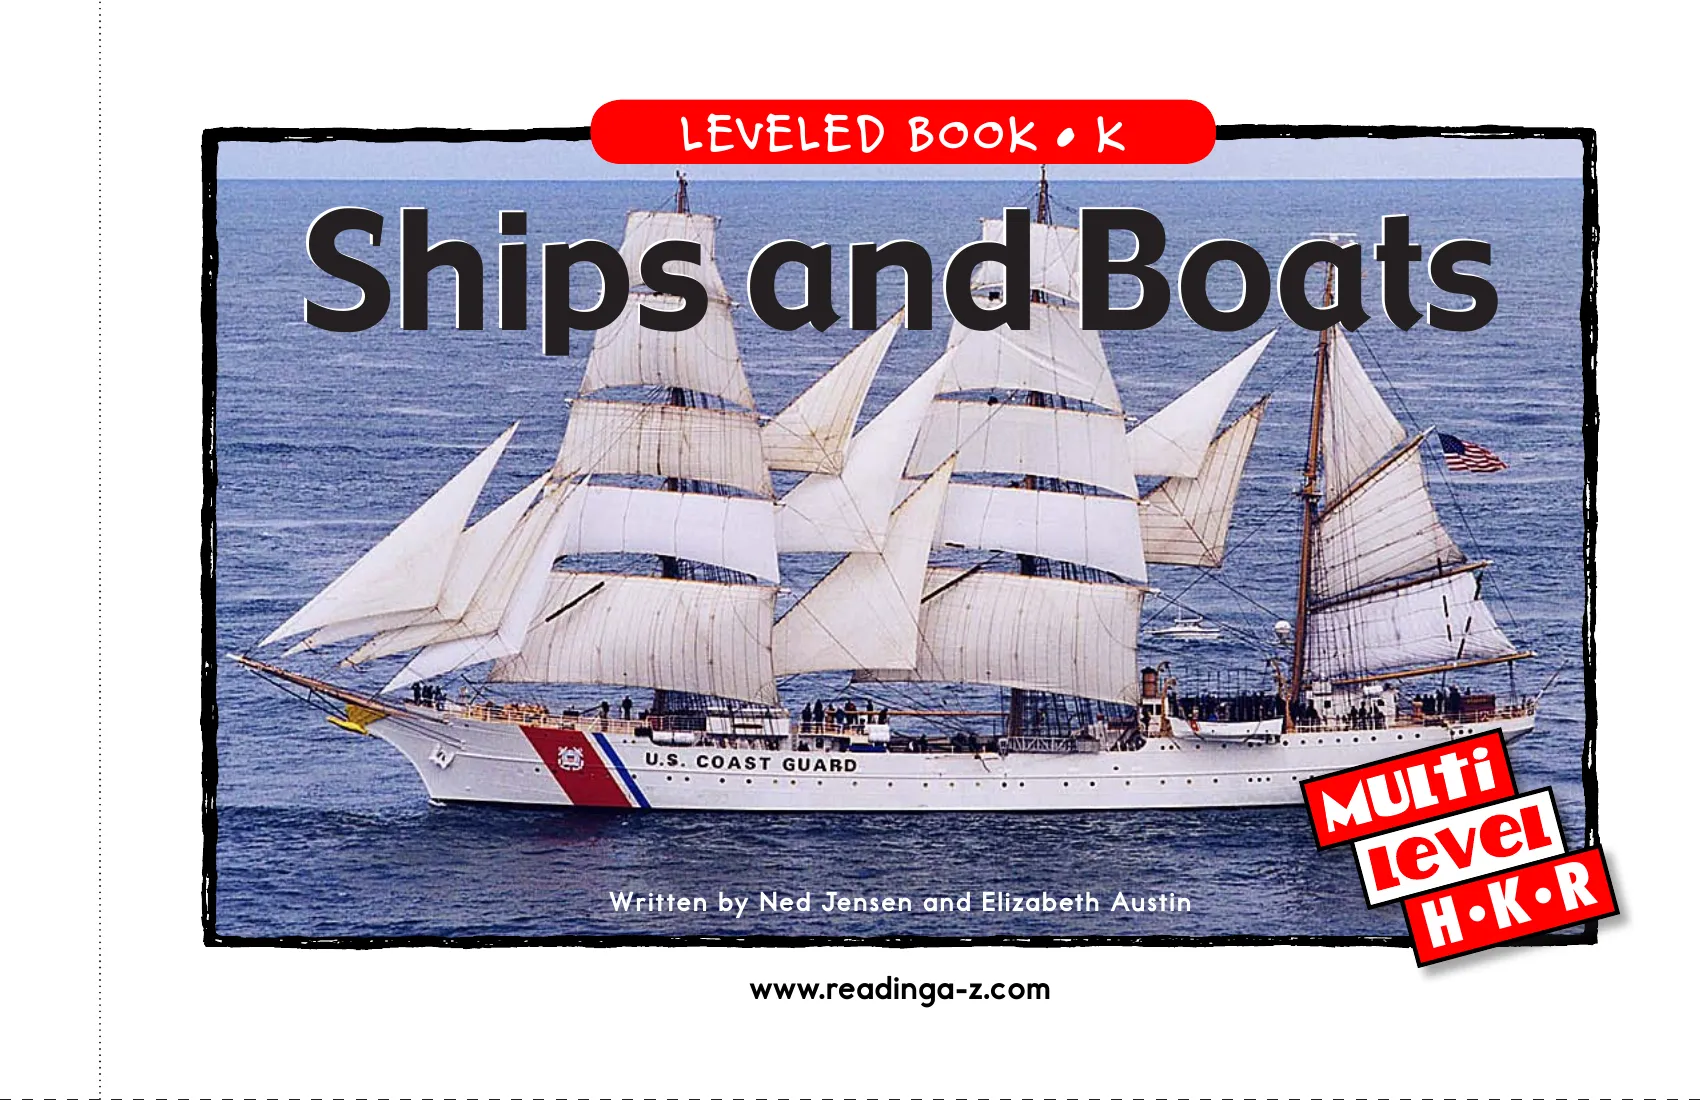 LEVELED BOOK • K
Ships and Boats
U.S. COAST GUARD
MULti
level
H•K•R
Written by Ned Jensen and Elizabeth Austin
www.readinga-z.com